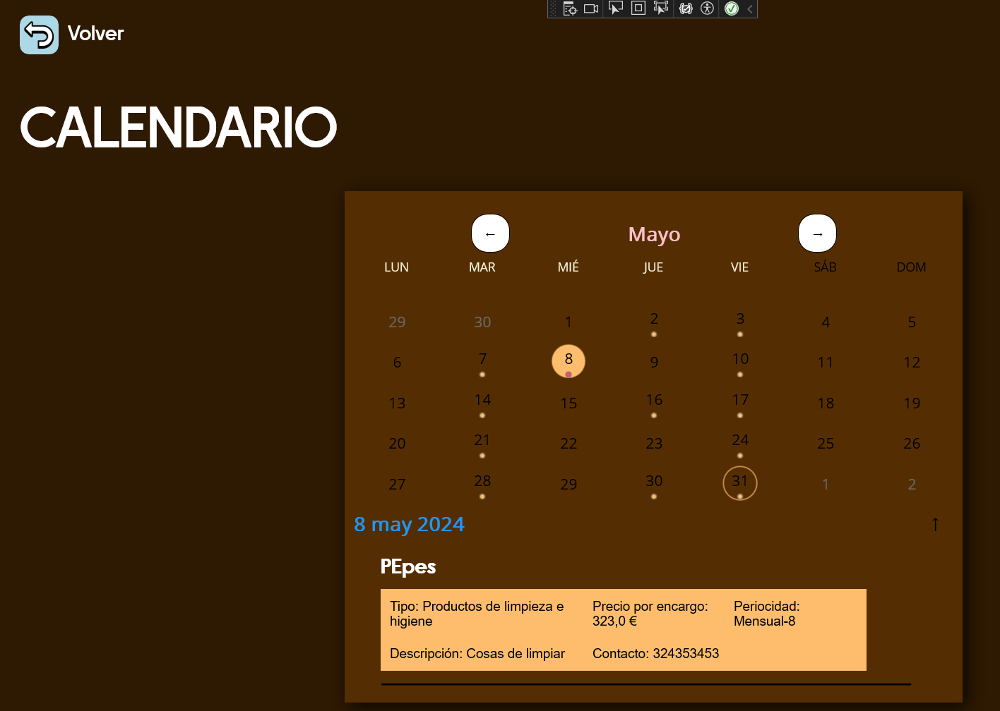 Volver
CALENDARIO
← Mayo →
LUN MAR MIÉ JUE VIE SÁB DOM
29 30 1 2 3 4 5
6 7 8 9 10 11 12
13 14 15 16 17 18 19
20 21 22 23 24 25 26
27 28 29 30 31 1 2
8 may 2024 ↑
PEpes
Tipo: Productos de limpieza e Precio por encargo: Periocidad:
higiene 323,0 € Mensual-8
Descripción: Cosas de limpiar Contacto: 324353453